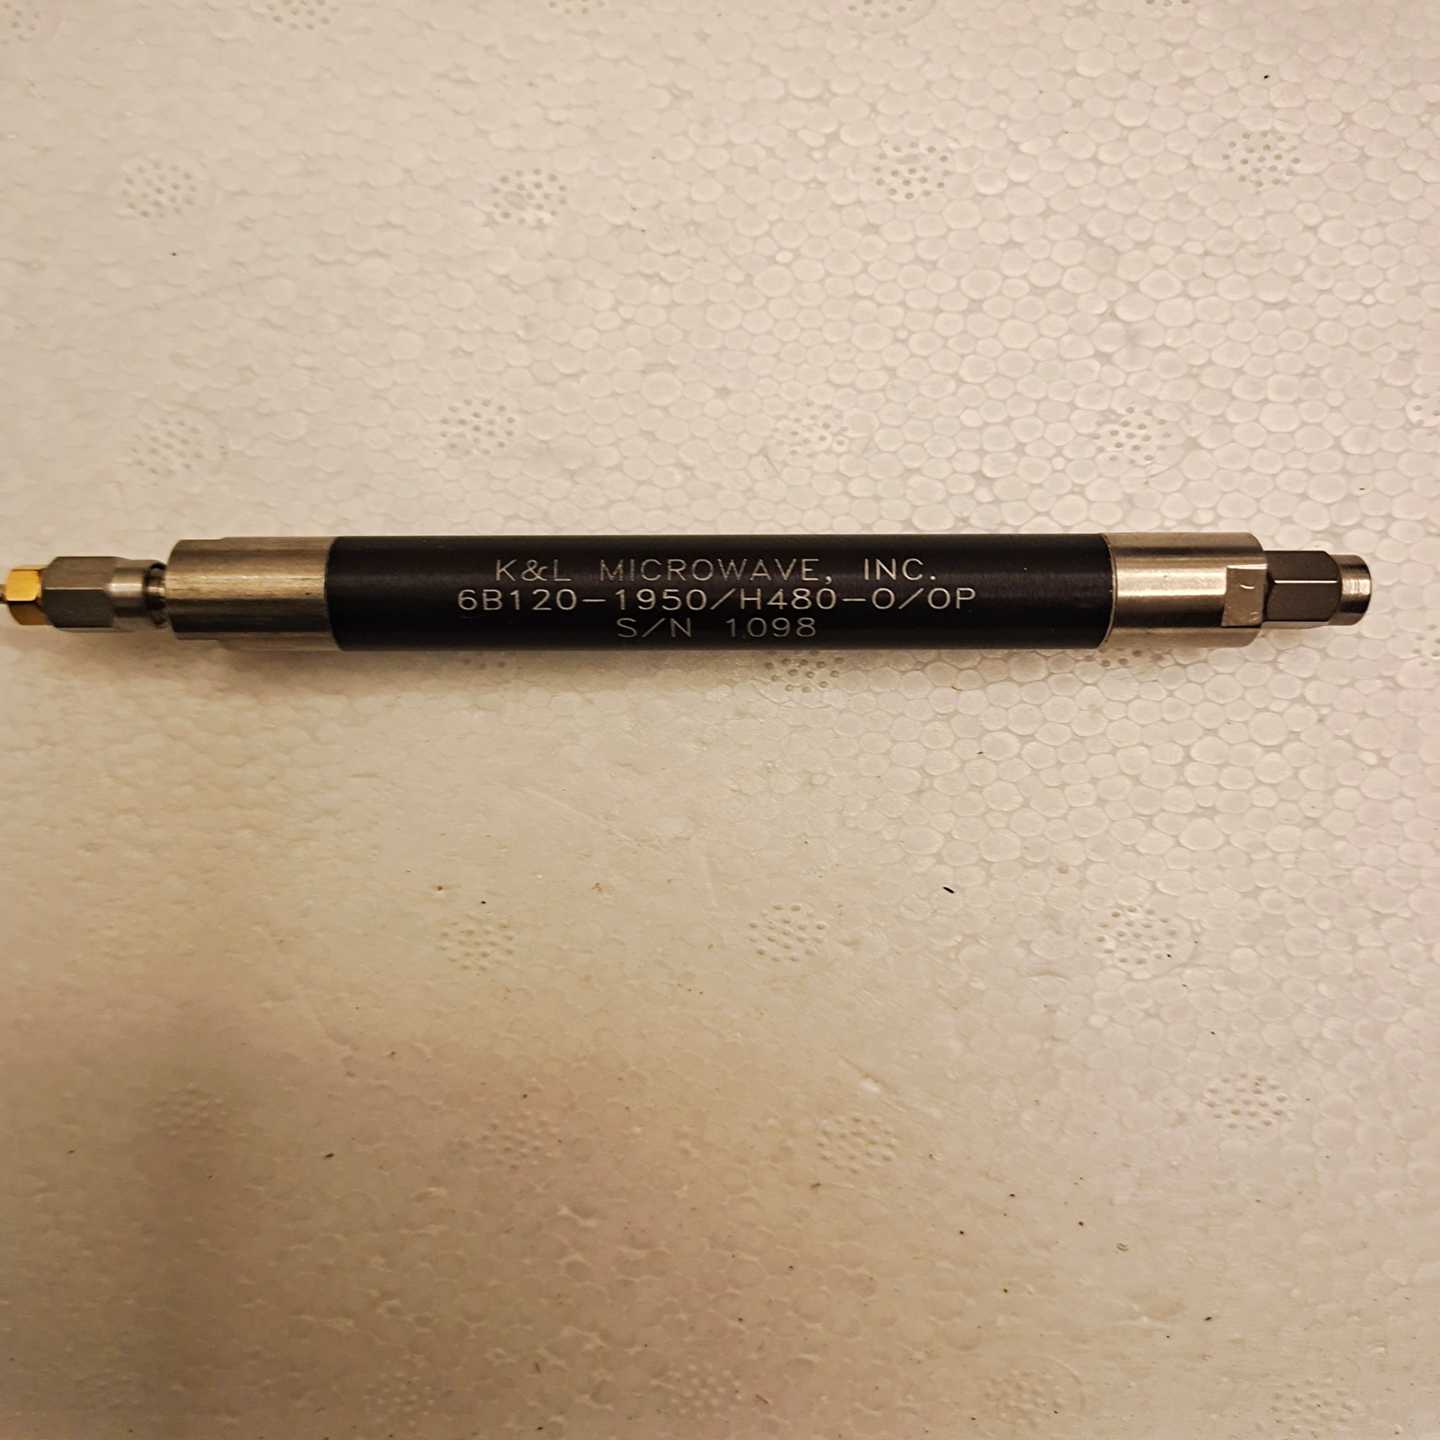 K&L MICROWAVE, INC.
6B120-1950/H480-O/OP
S/N 1098